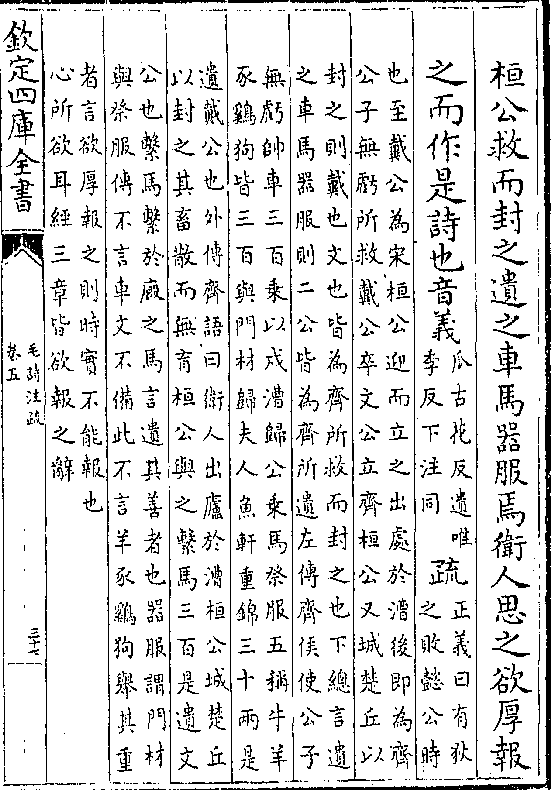 桓公救而封之遺之車馬器服焉衛人思之欲厚報
之而作是詩也音義
瓜古花反遺唯
季反下注同
疏
正義曰有狄
之敗懿公時
也至戴公為宋桓公迎而立之出處於漕後即為齊
公子無虧所救戴公卒文公立齊桓公又城楚丘以
封之則戴也文也皆為齊所救而封之也下總言遺
之車馬器服則二公皆為齊所遺左傳齊侯使公子
無虧帥車三百乘以戍漕歸公乘馬祭服五稱牛羊
豕鷄狗皆三百與門材歸夫人魚軒重錦三十兩是
遺戴公也外傳齊語曰衛人出廬於漕桓公城楚丘
以封之其畜散而無育桓公與之繫馬三百是遺文
公也繫馬繫於廐之馬言遺其善者也器服謂門材
與祭服傳不言車文不備此不言羊豕鷄狗舉其重
者言欲厚報之則時實不能報也
心所欲耳經三章皆欲報之辭
欽定四庫全書
毛詩注疏
卷五
三十七